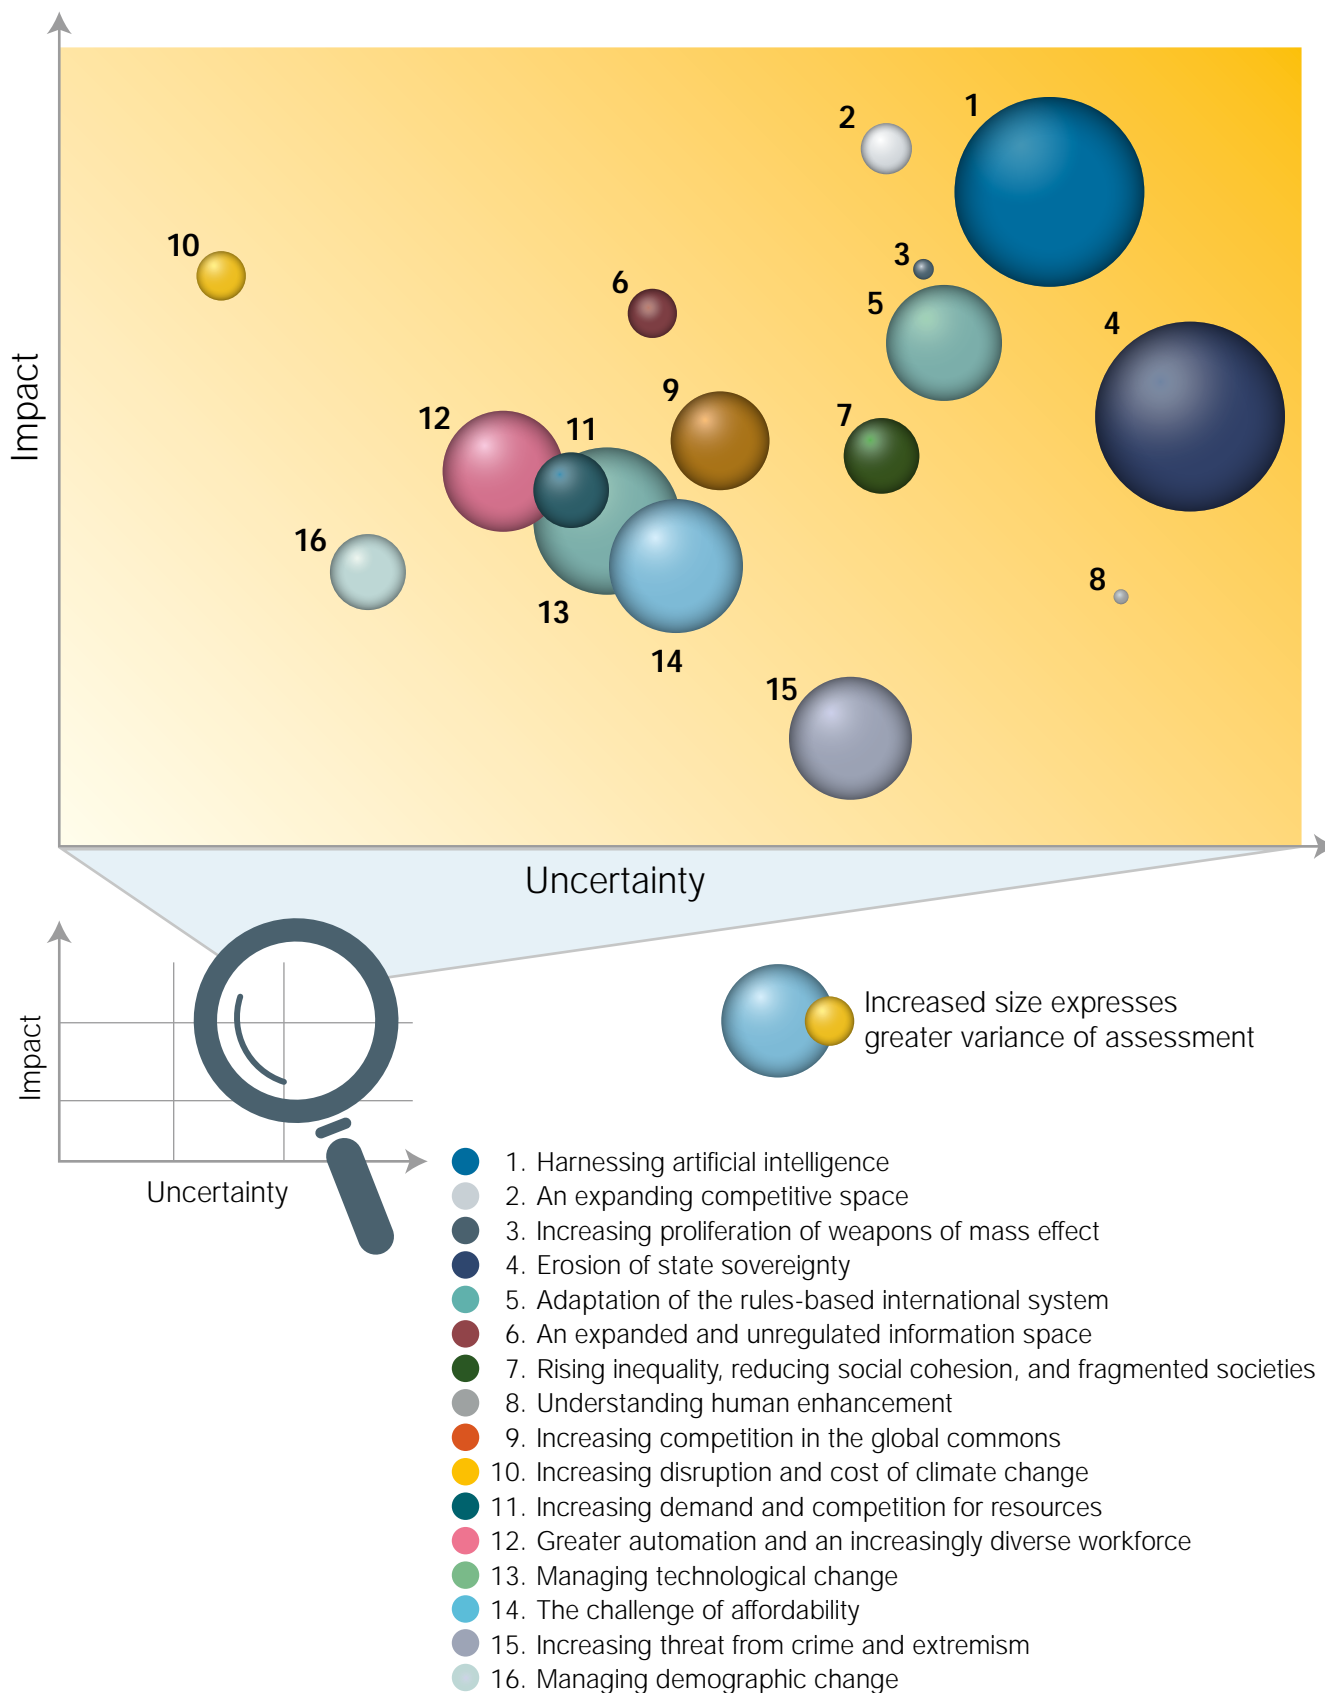 2
1
10
3
6
5
4
9
7
12
11
16
8
13
14
15
Impact
Uncertainty
Impact
Uncertainty
Increased size expresses
greater variance of assessment
1. Harnessing artificial intelligence
2. An expanding competitive space
3. Increasing proliferation of weapons of mass effect
4. Erosion of state sovereignty
5. Adaptation of the rules-based international system
6. An expanded and unregulated information space
7. Rising inequality, reducing social cohesion, and fragmented societies
8. Understanding human enhancement
9. Increasing competition in the global commons
10. Increasing disruption and cost of climate change
11. Increasing demand and competition for resources
12. Greater automation and an increasingly diverse workforce
13. Managing technological change
14. The challenge of affordability
15. Increasing threat from crime and extremism
16. Managing demographic change